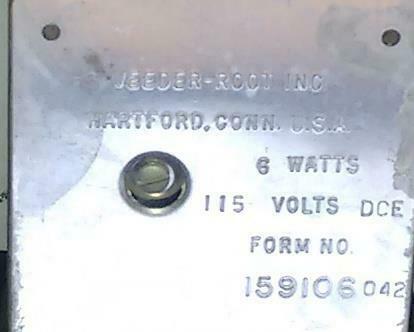 VEEDER-ROOT INC
HARTFORD, CONN. U.S.A.
6 WATTS
115 VOLTS DCE
FORM NO.
159106 042